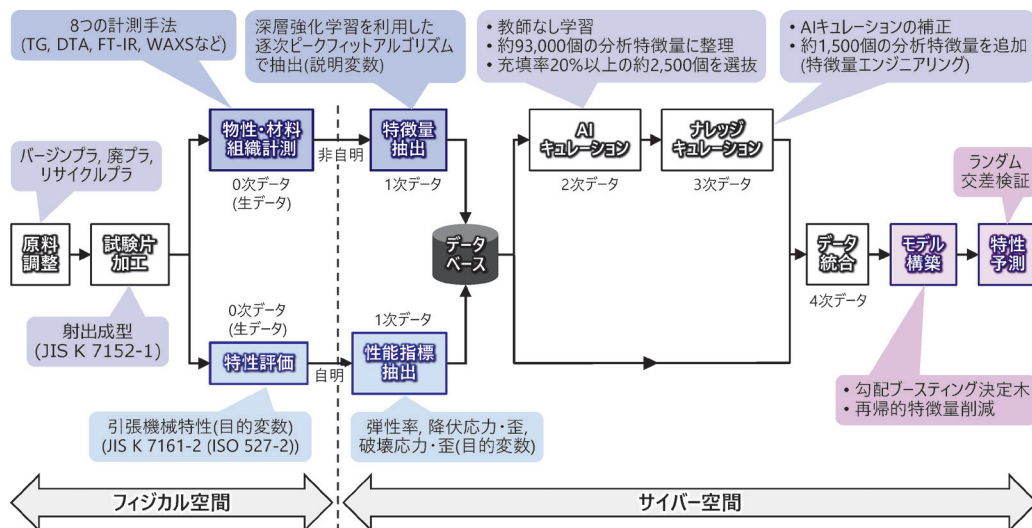 8つの計測手法
(TG, DTA, FT-IR, WAXSなど)
深層強化学習を利用した
逐次ピークフィットアルゴリズム
で抽出(説明変数)
• 教師なし学習
• 約93,000個の分析特徴量に整理
• 充填率20%以上の約2,500個を選抜
• AIキュレーションの補正
• 約1,500個の分析特徴量を追加
(特徴量エンジニアリング)
バージンプラ, 廃プラ,
リサイクルプラ
物性・材料
組織計測
非自明
特徴量
抽出
AI
キュレーション
ナレッジ
キュレーション
0次データ
(生データ)
1次データ
2次データ
3次データ
ランダム
交差検証
原料
調整
試験片
加工
データ
ベース
データ
統合
モデル
構築
特性
予測
4次データ
射出成型
(JIS K 7152-1)
0次データ
(生データ)
1次データ
特性評価
自明
性能指標
抽出
引張機械特性(目的変数)
(JIS K 7161-2 (ISO 527-2))
弾性率, 降伏応力・歪,
破壊応力・歪(目的変数)
• 勾配ブースティング決定木
• 再帰的特徴量削減
フィジカル空間
サイバー空間